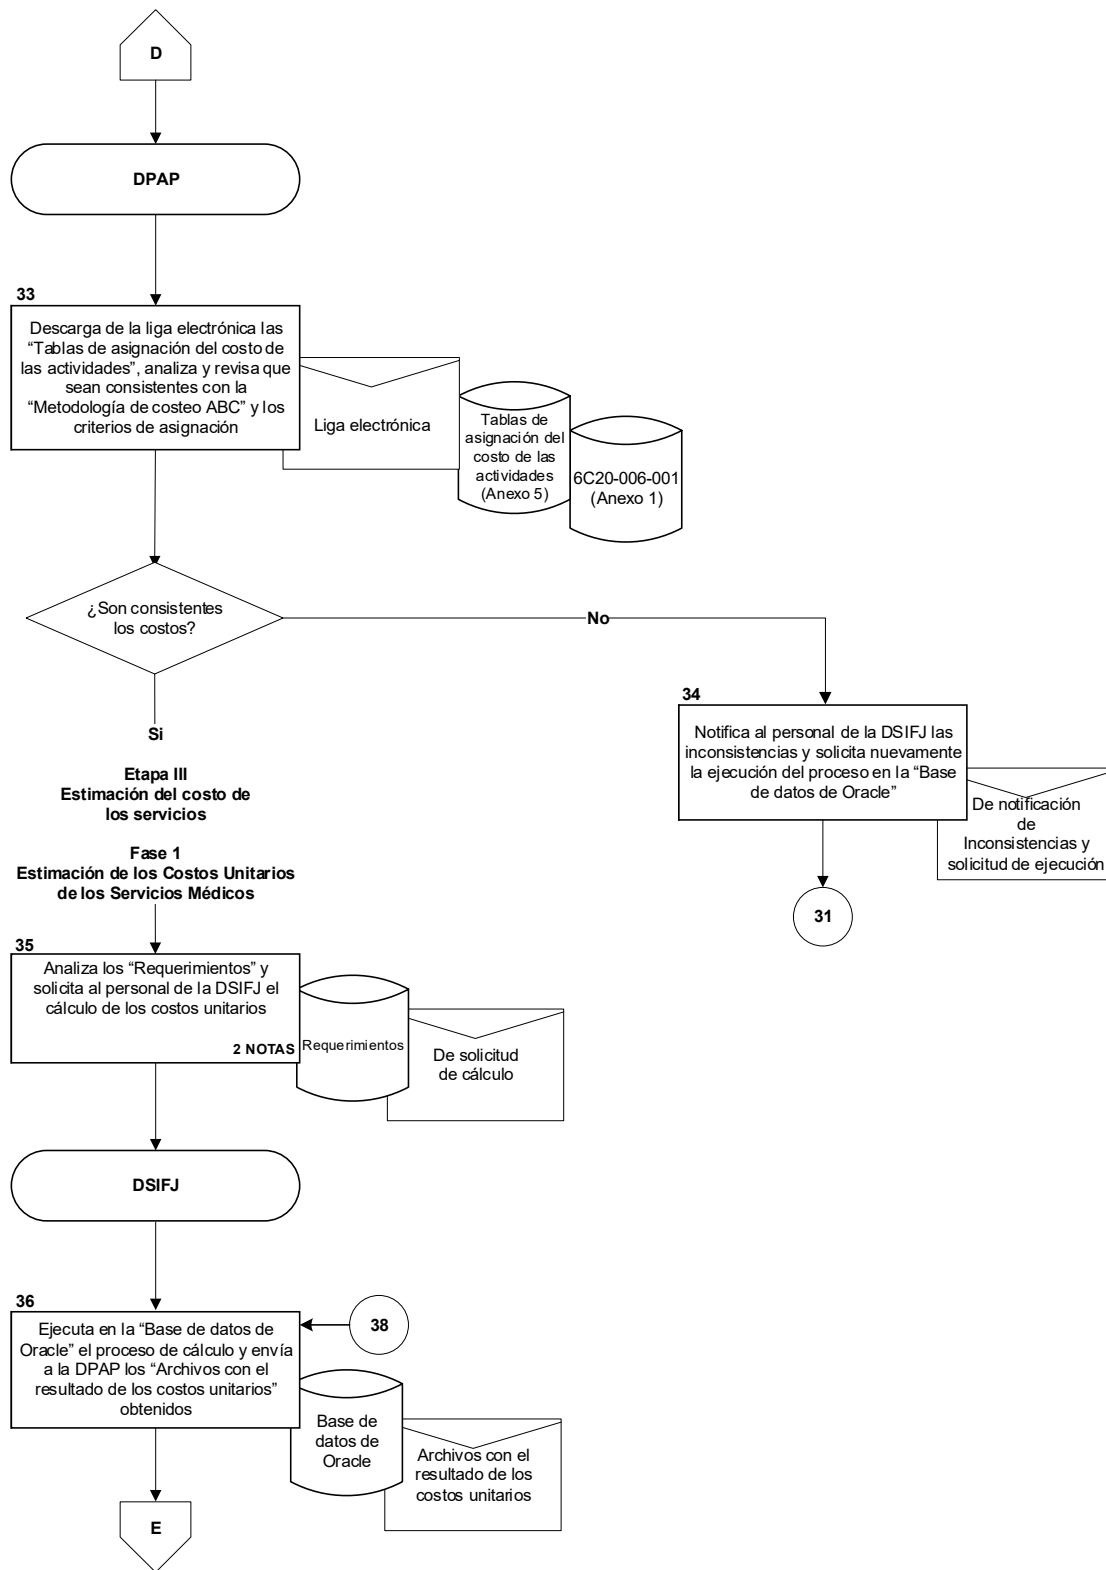 D
DPAP
33
Descarga de la liga electrónica las
“Tablas de asignación del costo de
las actividades”, analiza y revisa que
sean consistentes con la
“Metodología de costeo ABC” y los
criterios de asignación
Liga electrónica
Tablas de
asignación del
costo de las
actividades
(Anexo 5)
6C20-006-001
(Anexo 1)
¿Son consistentes
los costos?
No
Si
34
Notifica al personal de la DSIFJ las
inconsistencias y solicita nuevamente
la ejecución del proceso en la “Base
de datos de Oracle”
De notificación
de
Inconsistencias y
solicitud de ejecución
31
Etapa III
Estimación del costo de
los servicios
Fase 1
Estimación de los Costos Unitarios
de los Servicios Médicos
35
Analiza los “Requerimientos” y
solicita al personal de la DSIFJ el
cálculo de los costos unitarios
2 NOTAS
Requerimientos
De solicitud
de cálculo
DSIFJ
36
Ejecuta en la “Base de datos de
Oracle” el proceso de cálculo y envía
a la DPAP los “Archivos con el
resultado de los costos unitarios”
obtenidos
38
Base de
datos de
Oracle
Archivos con el
resultado de los
costos unitarios
E